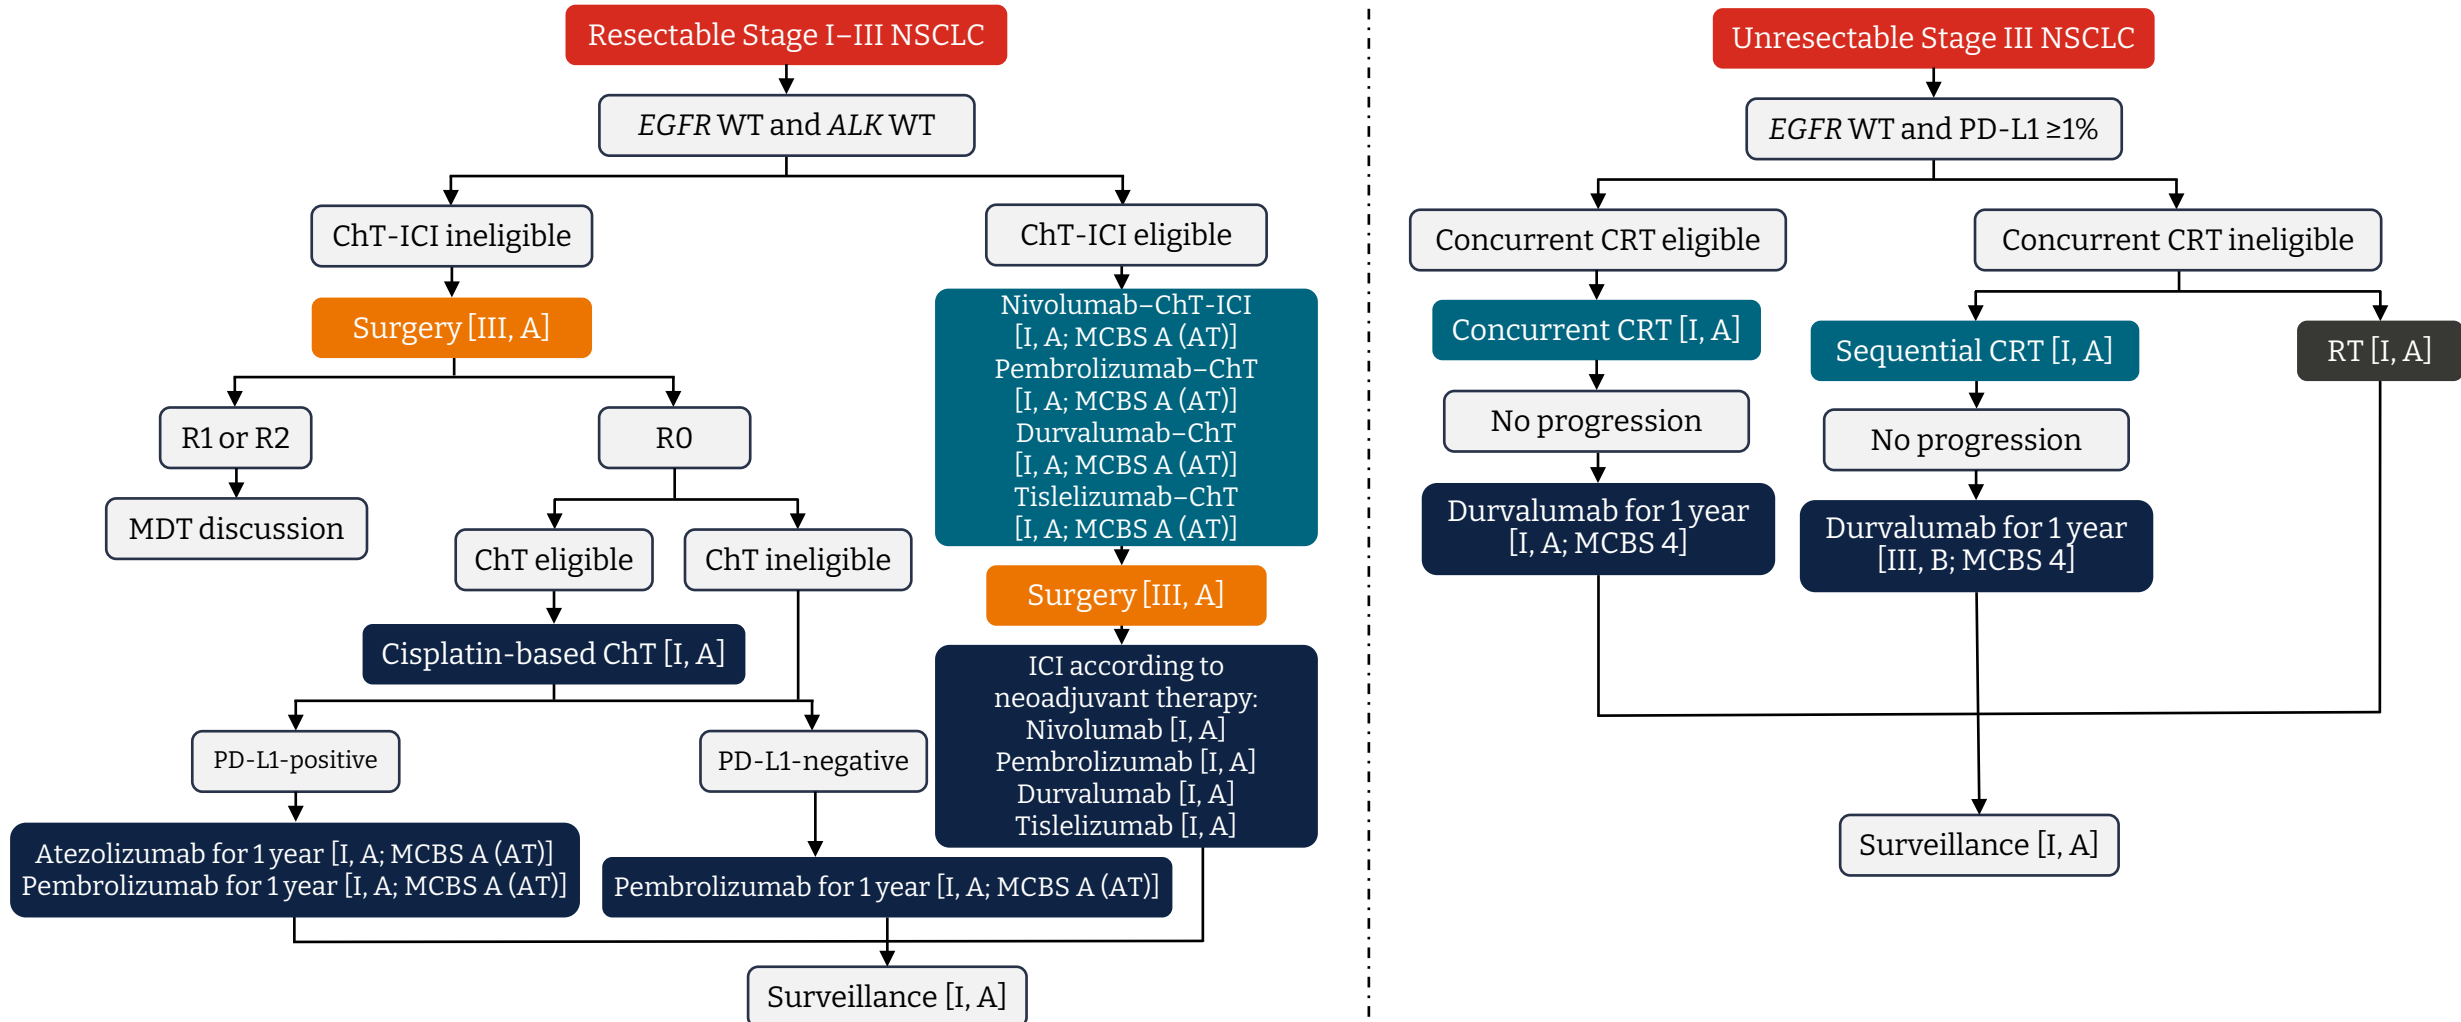 Resectable Stage I–III NSCLC
EGFR WT and ALK WT
ChT-ICI ineligible
Surgery [III, A]
R1 or R2
MDT discussion
R0
ChT eligible
ChT ineligible
Cisplatin-based ChT [I, A]
PD-L1-positive
Atezolizumab for 1 year [I, A; MCBS A (AT)]
Pembrolizumab for 1 year [I, A; MCBS A (AT)]
PD-L1-negative
Pembrolizumab for 1 year [I, A; MCBS A (AT)]
ChT-ICI eligible
Nivolumab–ChT-ICI
[I, A; MCBS A (AT)]
Pembrolizumab–ChT
[I, A; MCBS A (AT)]
Durvalumab–ChT
[I, A; MCBS A (AT)]
Tislelizumab–ChT
[I, A; MCBS A (AT)]
Surgery [III, A]
ICI according to
neoadjuvant therapy:
Nivolumab [I, A]
Pembrolizumab [I, A]
Durvalumab [I, A]
Tislelizumab [I, A]
Surveillance [I, A]
Unresectable Stage III NSCLC
EGFR WT and PD-L1 ≥1%
Concurrent CRT eligible
Concurrent CRT [I, A]
No progression
Durvalumab for 1 year
[I, A; MCBS 4]
Concurrent CRT ineligible
Sequential CRT [I, A]
No progression
Durvalumab for 1 year
[III, B; MCBS 4]
RT [I, A]
Surveillance [I, A]